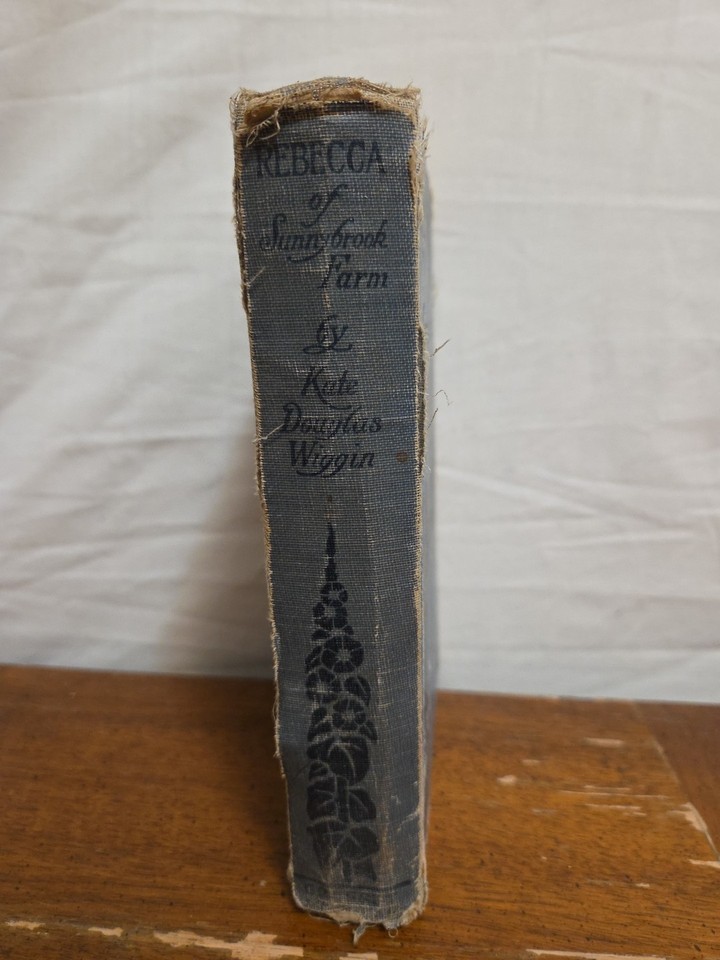 REBECCA
of
Sunnybrook
Farm
by
Kate
Douglas
Wiggin